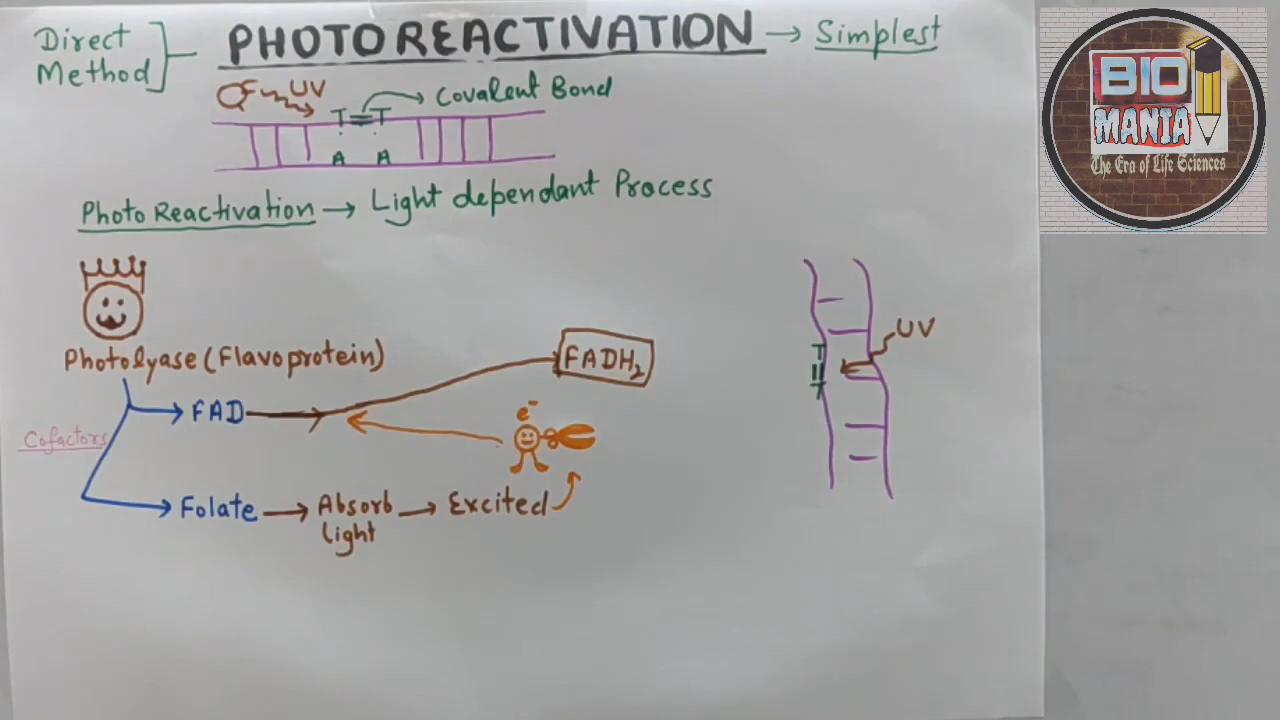 Direct
Method
PHOTOREACTIVATION → Simplest
UV
T=T → Covalent Bond
A A
Photo Reactivation → Light dependant Process
Photolyase (Flavoprotein)
FADH₂
FAD
e⁻
Cofactors
Folate → Absorb light → Excited
UV
T
T
BIO
MANIA
The Era of Life Sciences